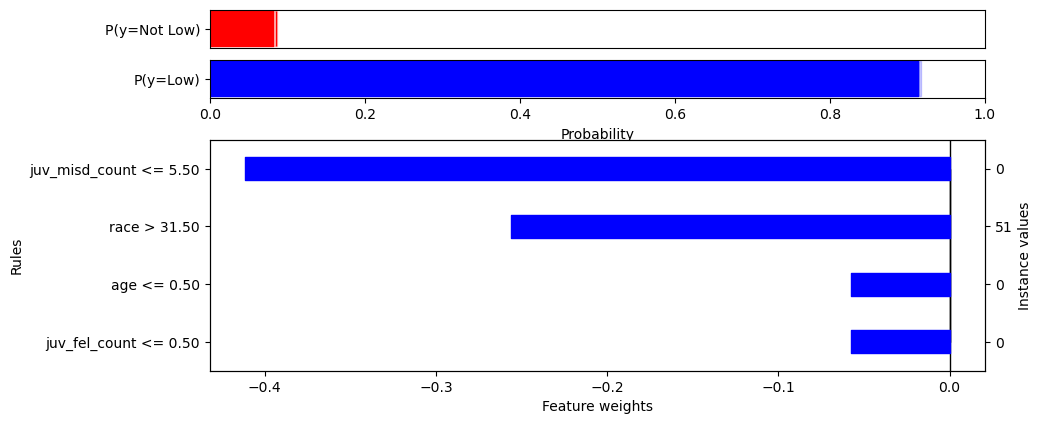 P(y=Not Low)
P(y=Low)
0.0 0.2 0.4 0.6 0.8 1.0
Probability
juv_misd_count <= 5.50 0
race > 31.50 51
age <= 0.50 0
juv_fel_count <= 0.50 0
Rules
Instance values
−0.4 −0.3 −0.2 −0.1 0.0
Feature weights